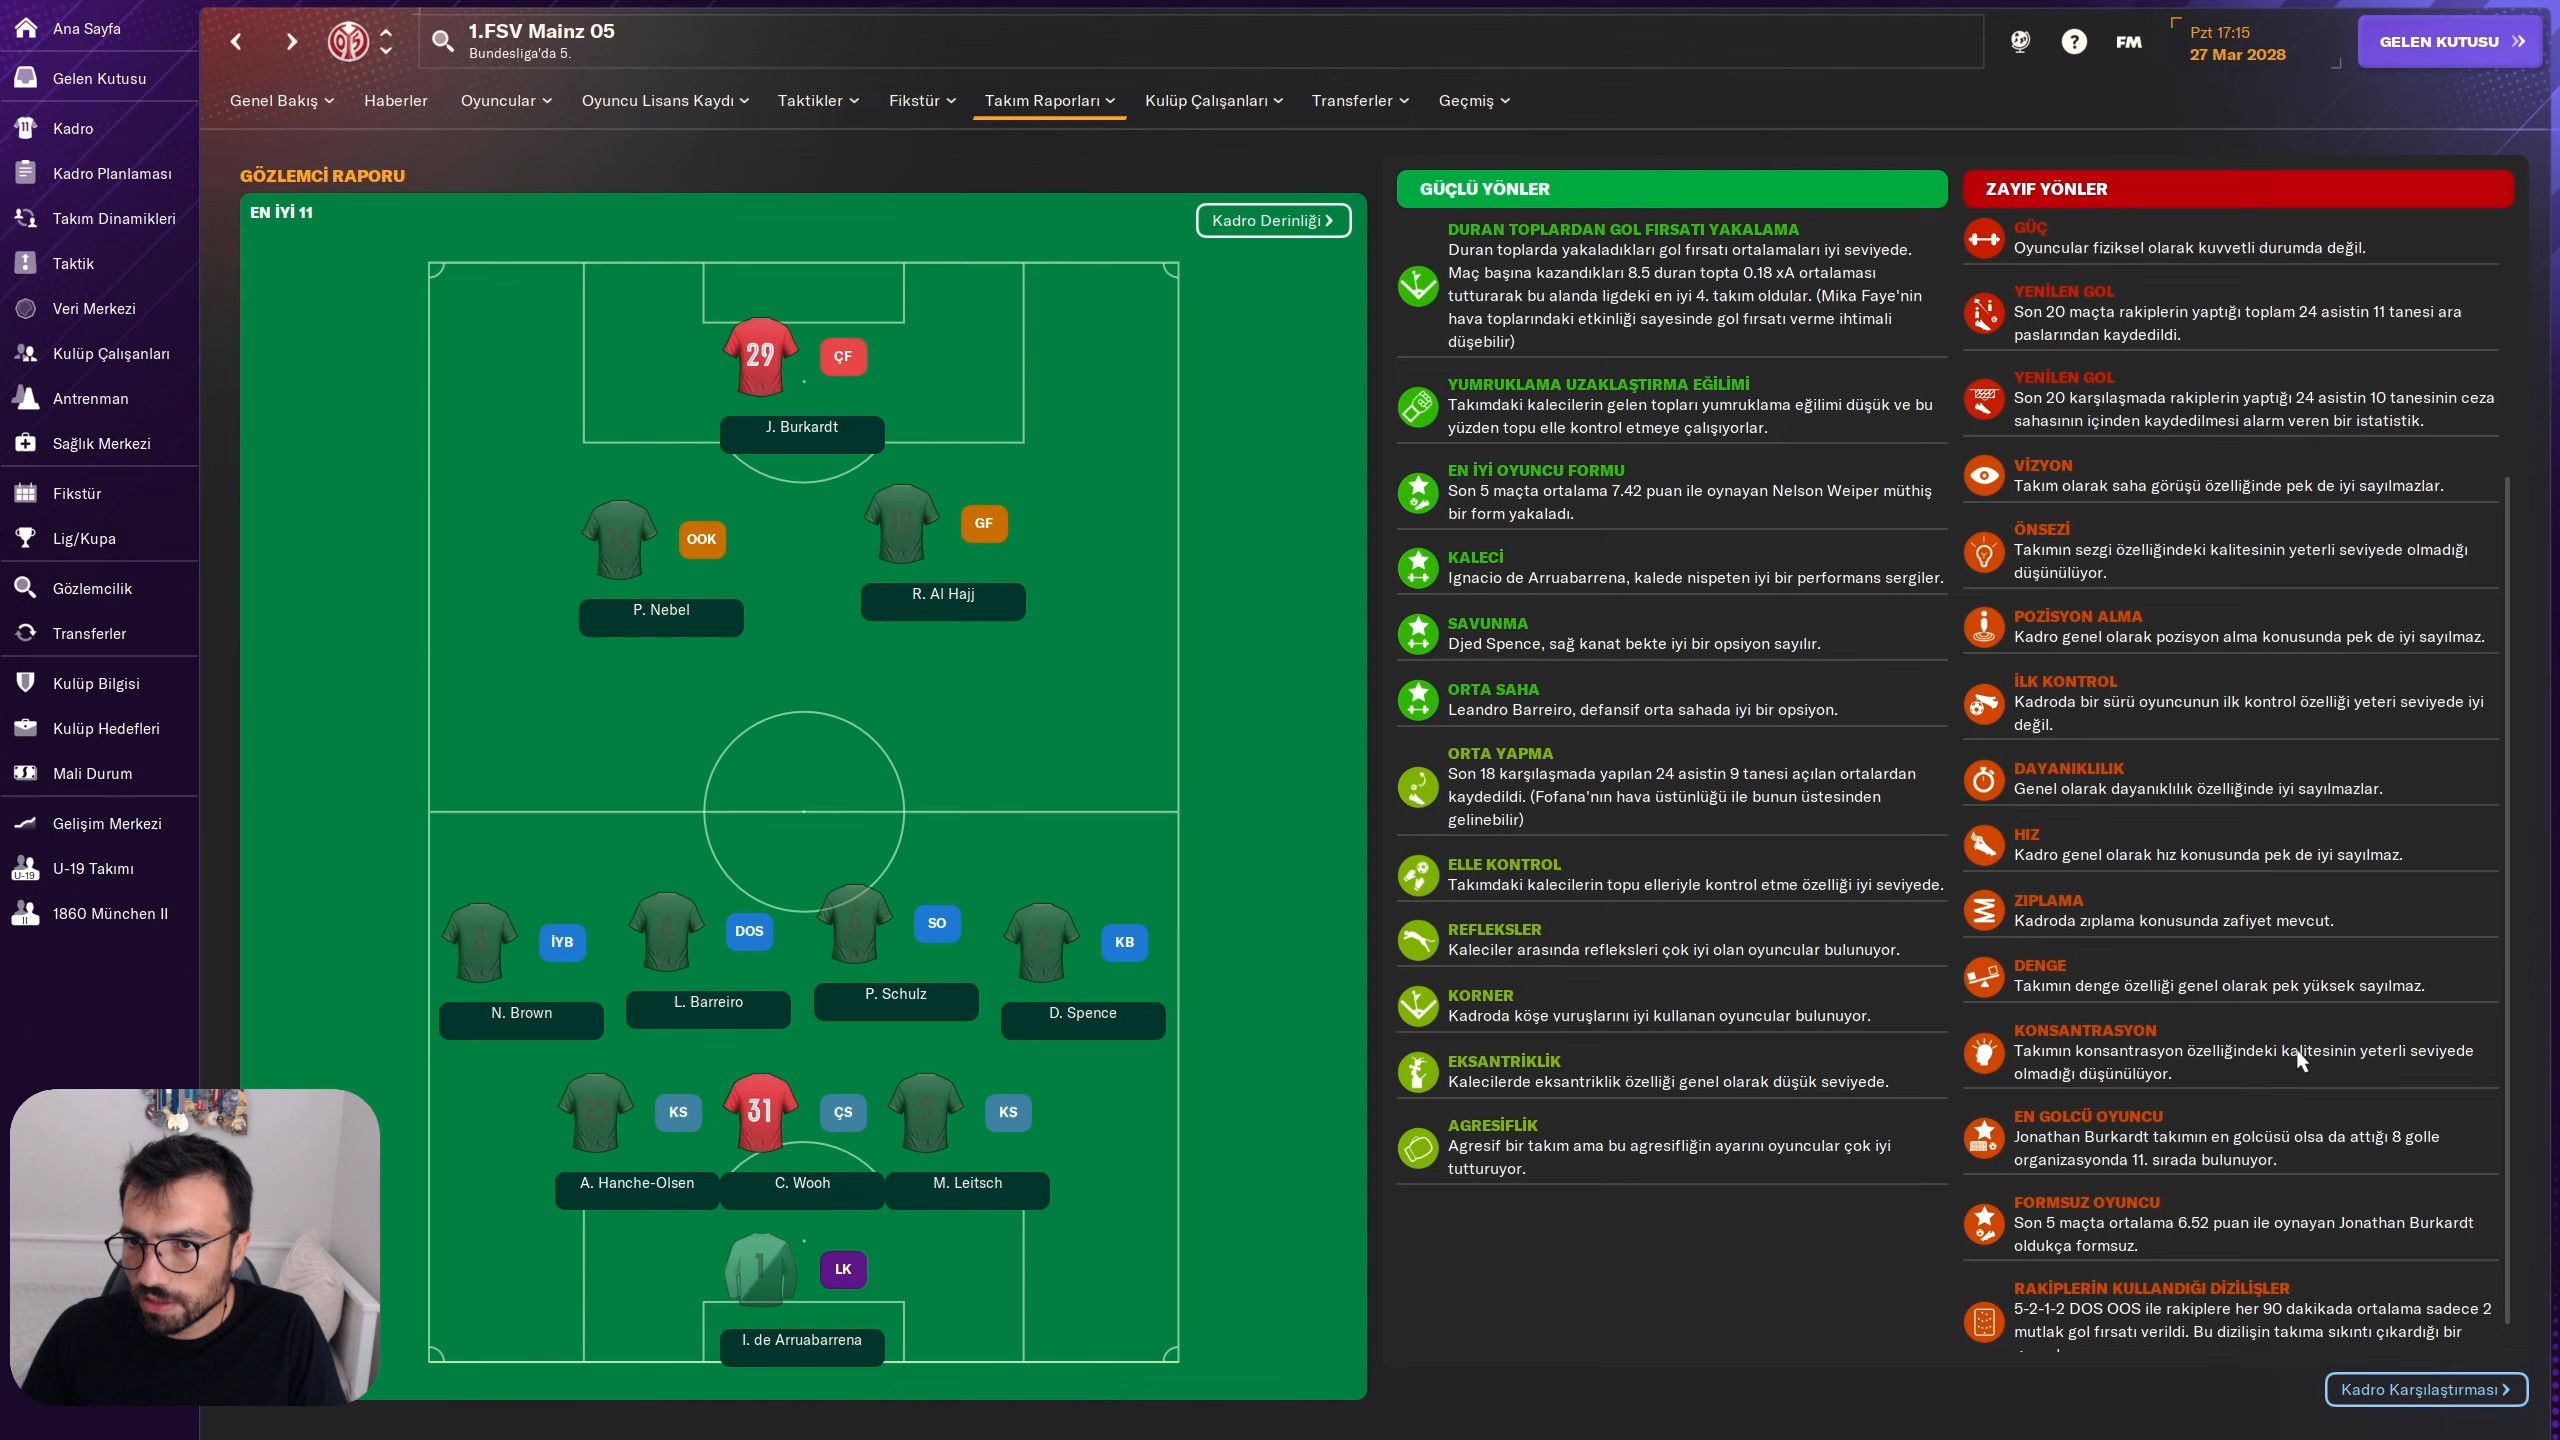 Ana Sayfa
Gelen Kutusu
Kadro
Kadro Planlaması
Takım Dinamikleri
Taktik
Veri Merkezi
Kulüp Çalışanları
Antrenman
Sağlık Merkezi
Fikstür
Lig/Kupa
Gözlemcilik
Transferler
Kulüp Bilgisi
Kulüp Hedefleri
Mali Durum
Gelişim Merkezi
U-19 Takımı
1860 München II
1.FSV Mainz 05
Bundesliga'da 5.
FM
Pzt 17:15
27 Mar 2028
GELEN KUTUSU
Genel Bakış
Haberler
Oyuncular
Oyuncu Lisans Kaydı
Taktikler
Fikstür
Takım Raporları
Kulüp Çalışanları
Transferler
Geçmiş
GÖZLEMCİ RAPORU
EN İYİ 11
Kadro Derinliği
29
ÇF
J. Burkardt
OOK
P. Nebel
GF
R. Al Hajj
İYB
N. Brown
DOS
L. Barreiro
SO
P. Schulz
KB
D. Spence
KS
A. Hanche-Olsen
31
ÇS
C. Wooh
KS
M. Leitsch
1
LK
I. de Arruabarrena
GÜÇLÜ YÖNLER
DURAN TOPLARDAN GOL FIRSATI YAKALAMA
Duran toplarda yakaladıkları gol fırsatı ortalamaları iyi seviyede.
Maç başına kazandıkları 8.5 duran topta 0.18 xA ortalaması
tutturarak bu alanda ligdeki en iyi 4. takım oldular. (Mika Faye'nin
hava toplarındaki etkinliği sayesinde gol fırsatı verme ihtimali
düşebilir)
YUMRUKLAMA UZAKLAŞTIRMA EĞİLİMİ
Takımdaki kalecilerin gelen topları yumruklama eğilimi düşük ve bu
yüzden topu elle kontrol etmeye çalışıyorlar.
EN İYİ OYUNCU FORMU
Son 5 maçta ortalama 7.42 puan ile oynayan Nelson Weiper müthiş
bir form yakaladı.
KALECİ
Ignacio de Arruabarrena, kalede nispeten iyi bir performans sergiler.
SAVUNMA
Djed Spence, sağ kanat bekte iyi bir opsiyon sayılır.
ORTA SAHA
Leandro Barreiro, defansif orta sahada iyi bir opsiyon.
ORTA YAPMA
Son 18 karşılaşmada yapılan 24 asistin 9 tanesi açılan ortalardan
kaydedildi. (Fofana'nın hava üstünlüğü ile bunun üstesinden
gelinebilir)
ELLE KONTROL
Takımdaki kalecilerin topu elleriyle kontrol etme özelliği iyi seviyede.
REFLEKSLER
Kaleciler arasında refleksleri çok iyi olan oyuncular bulunuyor.
KORNER
Kadroda köşe vuruşlarını iyi kullanan oyuncular bulunuyor.
EKSANTRİKLİK
Kalecilerde eksantriklik özelliği genel olarak düşük seviyede.
AGRESİFLİK
Agresif bir takım ama bu agresifliğin ayarını oyuncular çok iyi
tutturuyor.
ZAYIF YÖNLER
GÜÇ
Oyuncular fiziksel olarak kuvvetli durumda değil.
YENİLEN GOL
Son 20 maçta rakiplerin yaptığı toplam 24 asistin 11 tanesi ara
paslarından kaydedildi.
YENİLEN GOL
Son 20 karşılaşmada rakiplerin yaptığı 24 asistin 10 tanesinin ceza
sahasının içinden kaydedilmesi alarm veren bir istatistik.
VİZYON
Takım olarak saha görüşü özelliğinde pek de iyi sayılmazlar.
ÖNSEZİ
Takımın sezgi özelliğindeki kalitesinin yeterli seviyede olmadığı
düşünülüyor.
POZİSYON ALMA
Kadro genel olarak pozisyon alma konusunda pek de iyi sayılmaz.
İLK KONTROL
Kadroda bir sürü oyuncunun ilk kontrol özelliği yeteri seviyede iyi
değil.
DAYANIKLILIK
Genel olarak dayanıklılık özelliğinde iyi sayılmazlar.
HIZ
Kadro genel olarak hız konusunda pek de iyi sayılmaz.
ZIPLAMA
Kadroda zıplama konusunda zafiyet mevcut.
DENGE
Takımın denge özelliği genel olarak pek yüksek sayılmaz.
KONSANTRASYON
Takımın konsantrasyon özelliğindeki kalitesinin yeterli seviyede
olmadığı düşünülüyor.
EN GOLCÜ OYUNCU
Jonathan Burkardt takımın en golcüsü olsa da attığı 8 golle
organizasyonda 11. sırada bulunuyor.
FORMSUZ OYUNCU
Son 5 maçta ortalama 6.52 puan ile oynayan Jonathan Burkardt
oldukça formsuz.
RAKİPLERİN KULLANDIĞI DİZİLİŞLER
5-2-1-2 DOS OOS ile rakiplere her 90 dakikada ortalama sadece 2
mutlak gol fırsatı verildi. Bu dizilişin takıma sıkıntı çıkardığı bir
Kadro Karşılaştırması